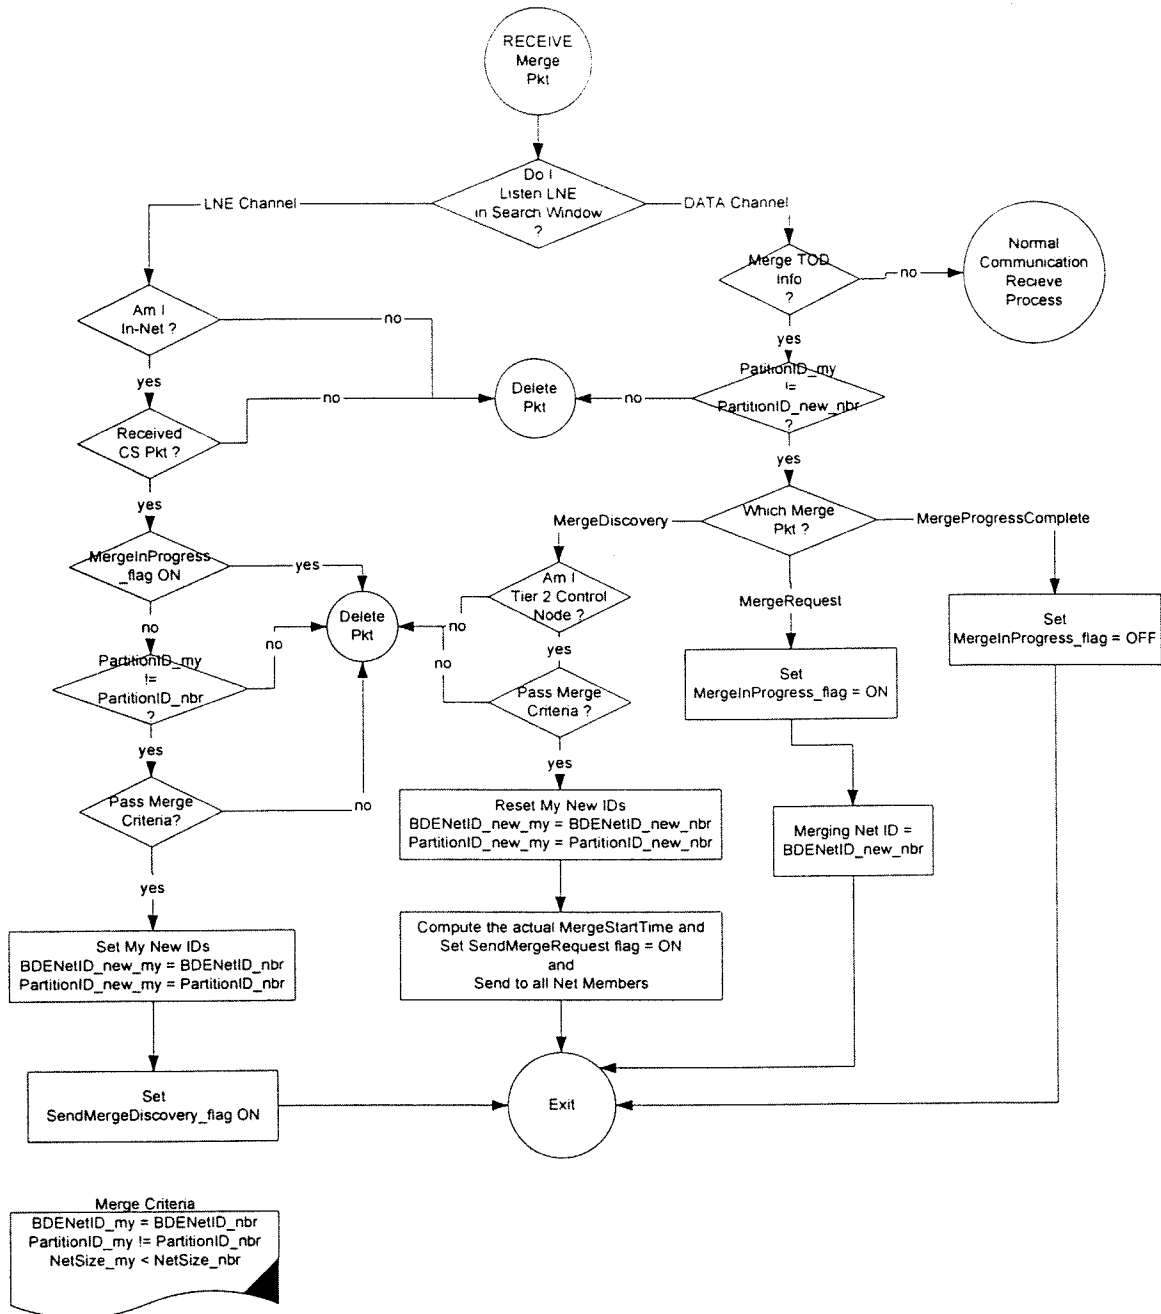 RECEIVE
Merge
Pkt
Do I
Listen LNE
in Search Window
?
LNE Channel
DATA Channel
Merge TOD
Info
?
no
Normal
Communication
Recieve
Process
Am I
In-Net ?
no
yes
yes
PatitionID_my
!=
PartitionID_new_nbr
?
no
Delete
Pkt
no
Received
CS Pkt ?
yes
yes
Which Merge
Pkt ?
MergeDiscovery
MergeProgressComplete
MergeInProgress
_flag ON
yes
Am I
Tier 2 Control
Node ?
MergeRequest
Delete
Pkt
no
Set
MergeInProgress_flag = OFF
no
no
yes
no
PartitionID_my
!=
PartitionID_nbr
?
Set
MergeInProgress_flag = ON
Pass Merge
Criteria ?
yes
yes
Pass Merge
Criteria?
no
Reset My New IDs
BDENetID_new_my = BDENetID_new_nbr
PartitionID_new_my = PartitionID_new_nbr
Merging Net ID =
BDENetID_new_nbr
yes
Set My New IDs
BDENetID_new_my = BDENetID_nbr
PartitionID_new_my = PartitionID_nbr
Compute the actual MergeStartTime and
Set SendMergeRequest flag = ON
and
Send to all Net Members
Set
SendMergeDiscovery_flag ON
Exit
Merge Criteria
BDENetID_my = BDENetID_nbr
PartitionID_my != PartitionID_nbr
NetSize_my < NetSize_nbr